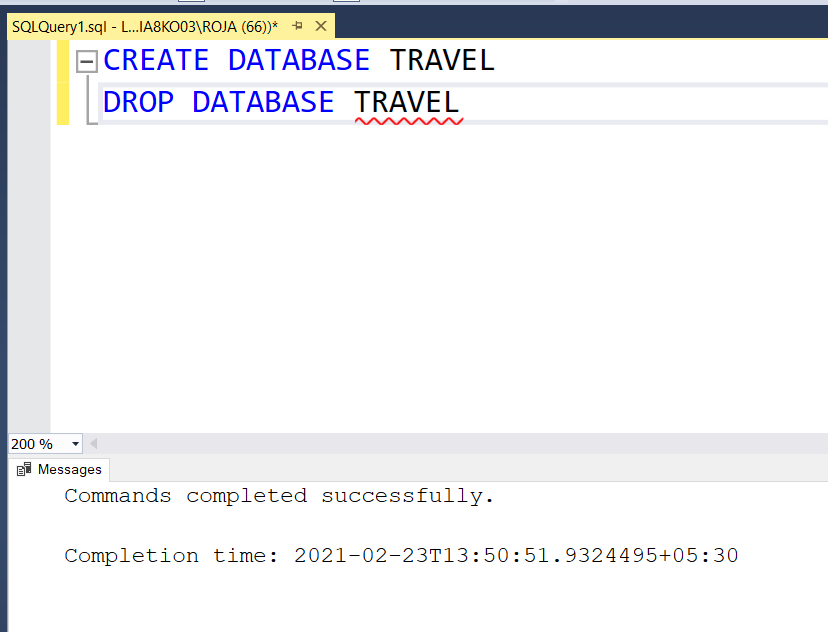 SQLQuery1.sql - L...IA8KO03\ROJA (66))*
CREATE DATABASE TRAVEL
DROP DATABASE TRAVEL
200 %
Messages
Commands completed successfully.
Completion time: 2021-02-23T13:50:51.9324495+05:30